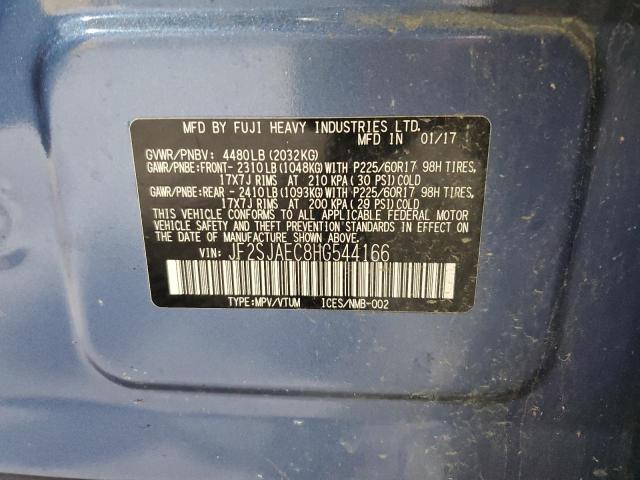 MFD BY FUJI HEAVY INDUSTRIES LTD.
MFD IN 01/17
GVWR/PNBV: 4480LB(2032KG)
GAWR/PNBE:FRONT-2310LB(1048KG)WITH P225/60R17 98H TIRES,
17X7J RIMS AT 210 KPA(30 PSI)COLD
GAWR/PNBE:REAR -2410LB(1093KG)WITH P225/60R17 98H TIRES,
17X7J RIMS AT 200 KPA(29 PSI)COLD
THIS VEHICLE CONFORMS TO ALL APPLICABLE FEDERAL MOTOR
VEHICLE SAFETY AND THEFT PREVENTION STANDARDS IN EFFECT
ON THE DATE OF MANUFACTURE SHOWN ABOVE.
VIN: JF2SJAEC8HG544166
TYPE:MPV/VTUM ICES/NMB-002